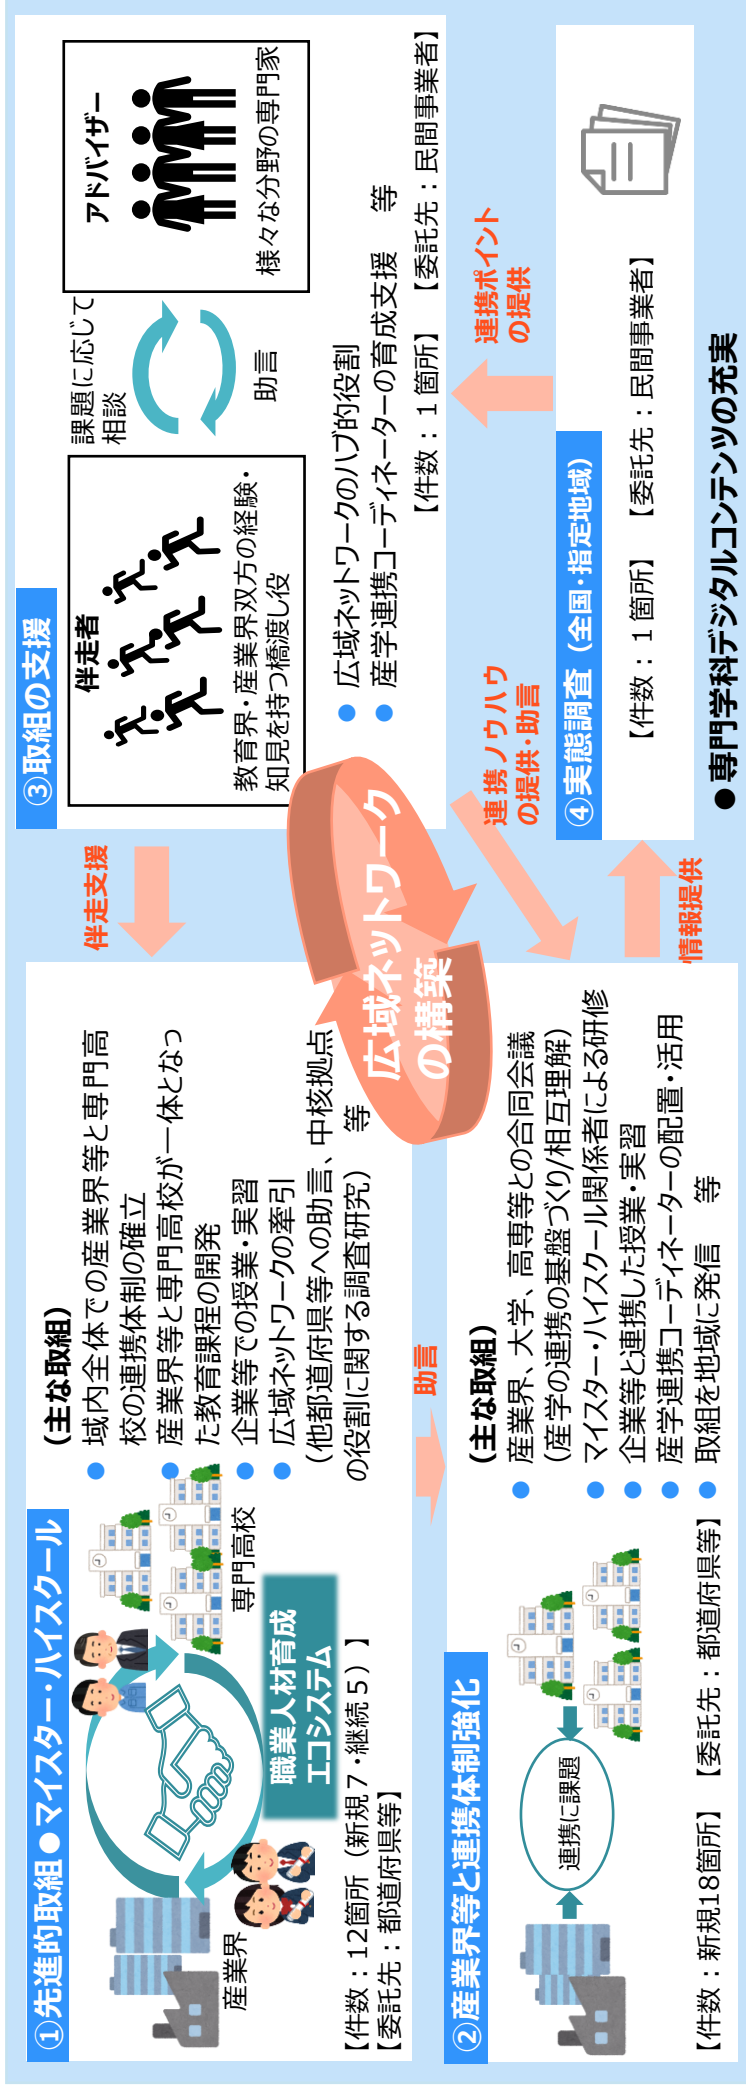 ①先進的取組●マイスター・ハイスクール
産業界
専門高校
職業人材育成
エコシステム
【件数：12箇所（新規７・継続５）】
【委託先：都道府県等】
（主な取組）
域内全体での産業界等と専門高
校の連携体制の確立
産業界等と専門高校が一体となっ
た教育課程の開発
企業等での授業・実習
広域ネットワークの牽引
（他都道府県等への助言、中核拠点
の役割に関する調査研究）　等
伴走支援
③取組の支援
伴走者
教育界・産業界双方の経験・
知見を持つ橋渡し役
課題に応じて
相談
助言
アドバイザー
様々な分野の専門家
広域ネットワークのハブ的役割
産学連携コーディネーターの育成支援　等
【件数：１箇所】　【委託先：民間事業者】
広域ネットワーク
の構築
助言
②産業界等と連携体制強化
連携に課題
【件数：新規18箇所】　【委託先：都道府県等】
（主な取組）
産業界、大学、高専等との合同会議
（産学の連携の基盤づくり/相互理解）
マイスター・ハイスクール関係者による研修
企業等と連携した授業・実習
産学連携コーディネーターの配置・活用
取組を地域に発信　等
連携ノウハウ
の提供・助言
連携ポイント
の提供
情報提供
④実態調査（全国・指定地域）
【件数：１箇所】　【委託先：民間事業者】
●専門学科デジタルコンテンツの充実